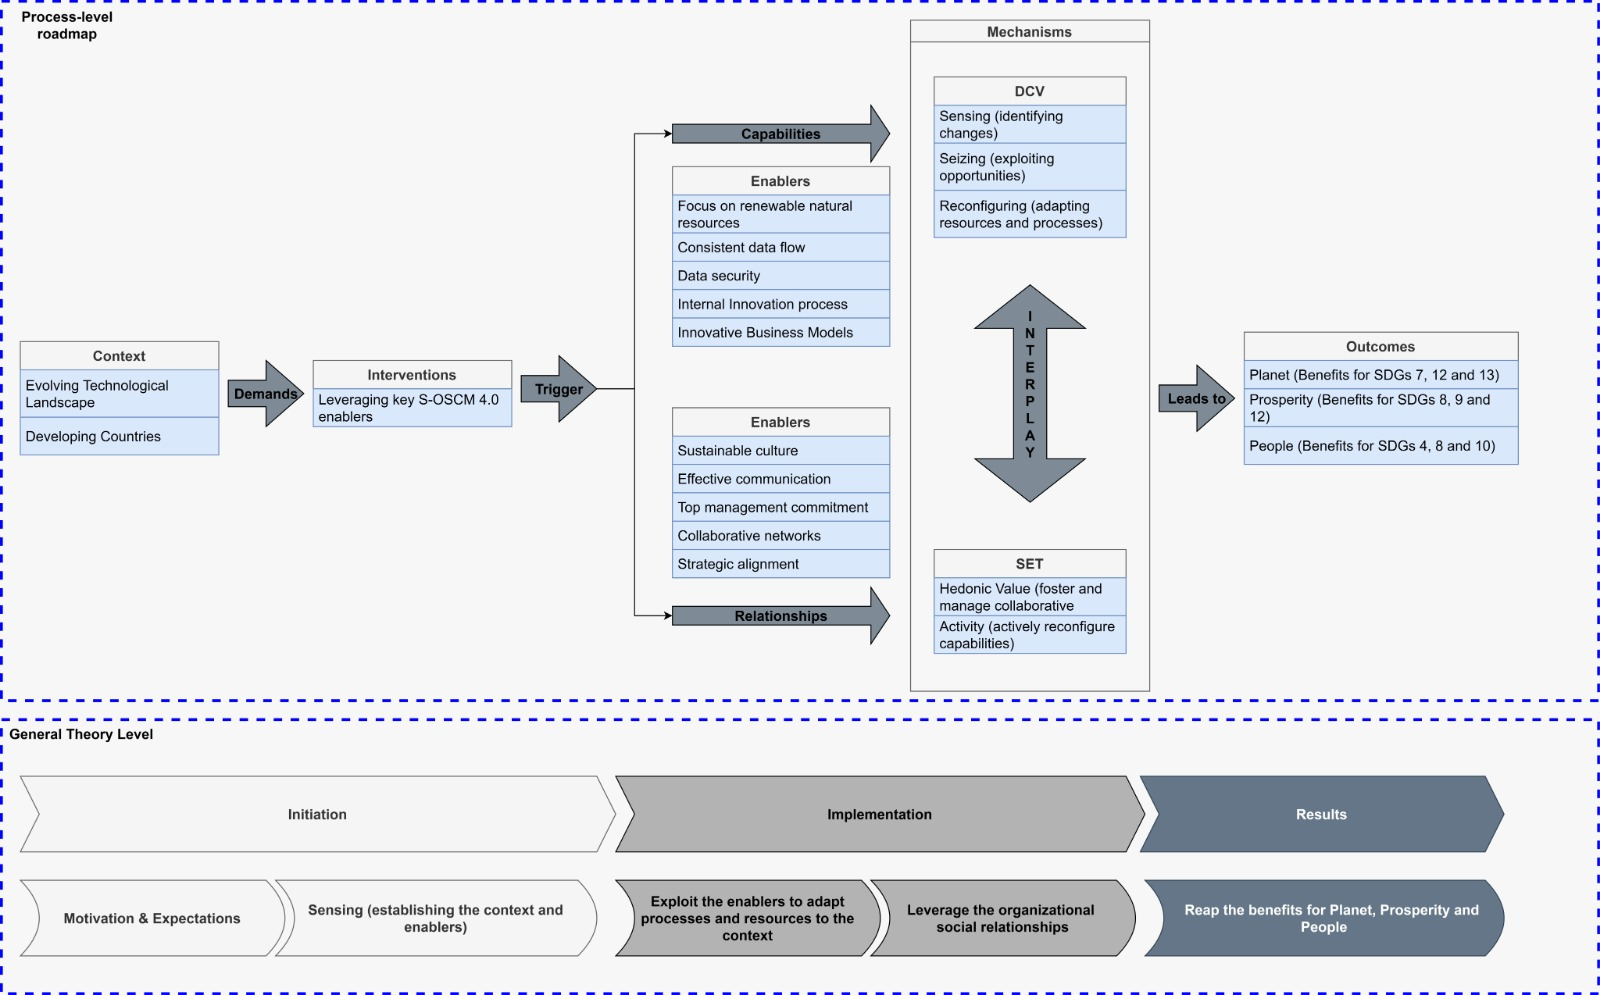 Process-level
roadmap
Context
Evolving Technological
Landscape
Developing Countries
Demands
Interventions
Leveraging key S-OSCM 4.0
enablers
Trigger
Capabilities
Enablers
Focus on renewable natural
resources
Consistent data flow
Data security
Internal Innovation process
Innovative Business Models
Enablers
Sustainable culture
Effective communication
Top management commitment
Collaborative networks
Strategic alignment
Relationships
Mechanisms
DCV
Sensing (identifying
changes)
Seizing (exploiting
opportunities)
Reconfiguring (adapting
resources and processes)
I
N
T
E
R
P
L
A
Y
SET
Hedonic Value (foster and
manage collaborative
Activity (actively reconfigure
capabilities)
Leads to
Outcomes
Planet (Benefits for SDGs 7, 12 and 13)
Prosperity (Benefits for SDGs 8, 9 and
12)
People (Benefits for SDGs 4, 8 and 10)
General Theory Level
Initiation
Implementation
Results
Motivation & Expectations
Sensing (establishing the context and
enablers)
Exploit the enablers to adapt
processes and resources to the
context
Leverage the organizational
social relationships
Reap the benefits for Planet, Prosperity and
People